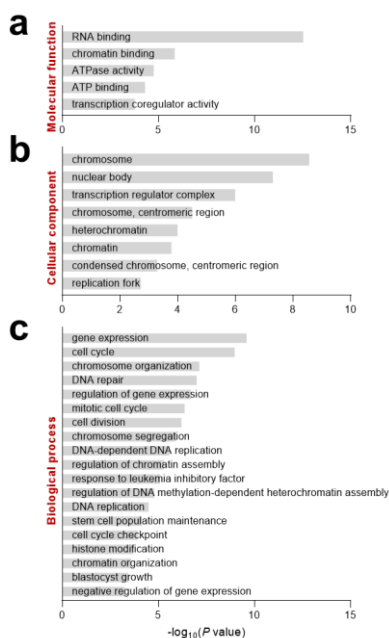 a
Molecular function
RNA binding
chromatin binding
ATPase activity
ATP binding
transcription coregulator activity
0 5 10 15
b
Cellular component
chromosome
nuclear body
transcription regulator complex
chromosome, centromeric region
heterochromatin
chromatin
condensed chromosome, centromeric region
replication fork
0 2 4 6 8 10
c
Biological process
gene expression
cell cycle
chromosome organization
DNA repair
regulation of gene expression
mitotic cell cycle
cell division
chromosome segregation
DNA-dependent DNA replication
regulation of chromatin assembly
response to leukemia inhibitory factor
regulation of DNA methylation-dependent heterochromatin assembly
DNA replication
stem cell population maintenance
cell cycle checkpoint
histone modification
chromatin organization
blastocyst growth
negative regulation of gene expression
0 5 10 15
-log10(P value)